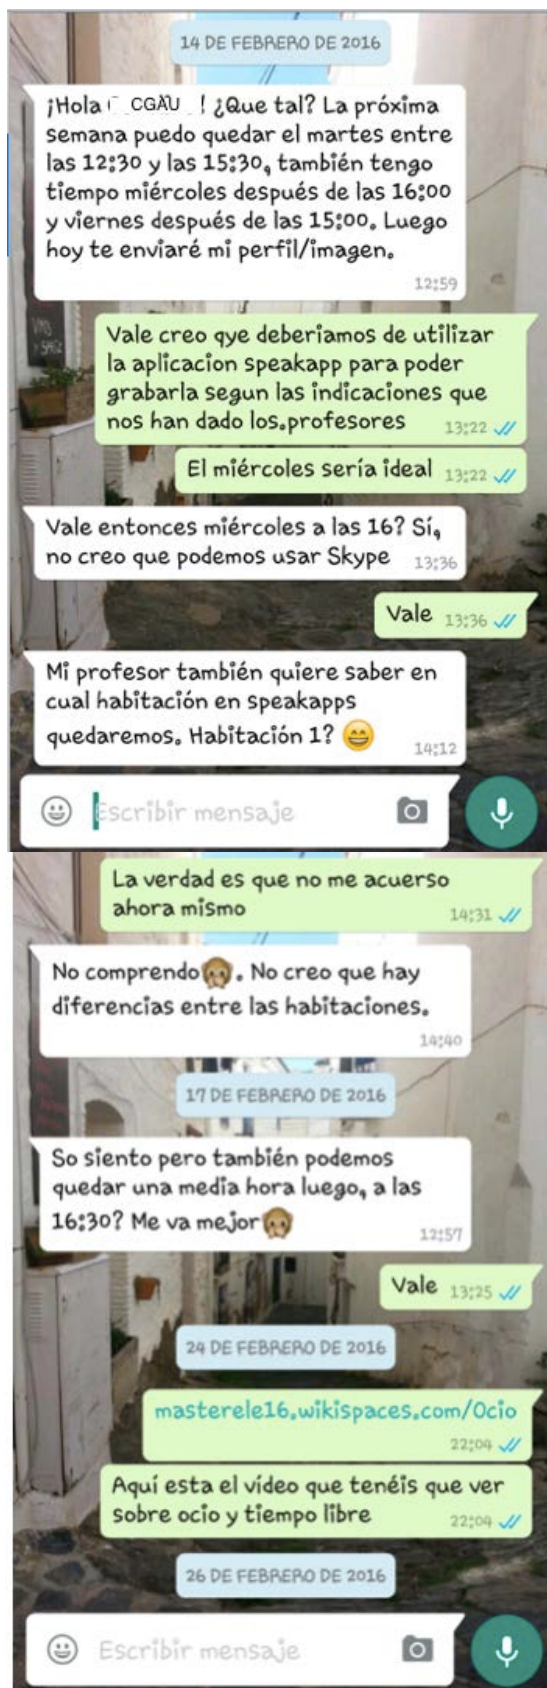 14 DE FEBRERO DE 2016
¡Hola CGAU ! ¿Que tal? La próxima
semana puedo quedar el martes entre
las 12:30 y las 15:30, también tengo
tiempo miércoles después de las 16:00
y viernes después de las 15:00. Luego
hoy te enviaré mi perfil/imagen.
12:59
Vale creo qye deberiamos de utilizar
la aplicacion speakapp para poder
grabarla segun las indicaciones que
nos han dado los.profesores 13:22
El miércoles sería ideal 13:22
Vale entonces miércoles a las 16? Sí,
no creo que podemos usar Skype 13:36
Vale 13:36
Mi profesor también quiere saber en
cual habitación en speakapps
quedaremos. Habitación 1? 😄 14:12
Escribir mensaje
La verdad es que no me acuerso
ahora mismo 14:31
No comprendo🙊. No creo que hay
diferencias entre las habitaciones.
14:40
17 DE FEBRERO DE 2016
So siento pero también podemos
quedar una media hora luego, a las
16:30? Me va mejor🙊 12:57
Vale 13:25
24 DE FEBRERO DE 2016
masterele16.wikispaces.com/Ocio
22:04
Aquí esta el vídeo que tenéis que ver
sobre ocio y tiempo libre 22:04
26 DE FEBRERO DE 2016
Escribir mensaje